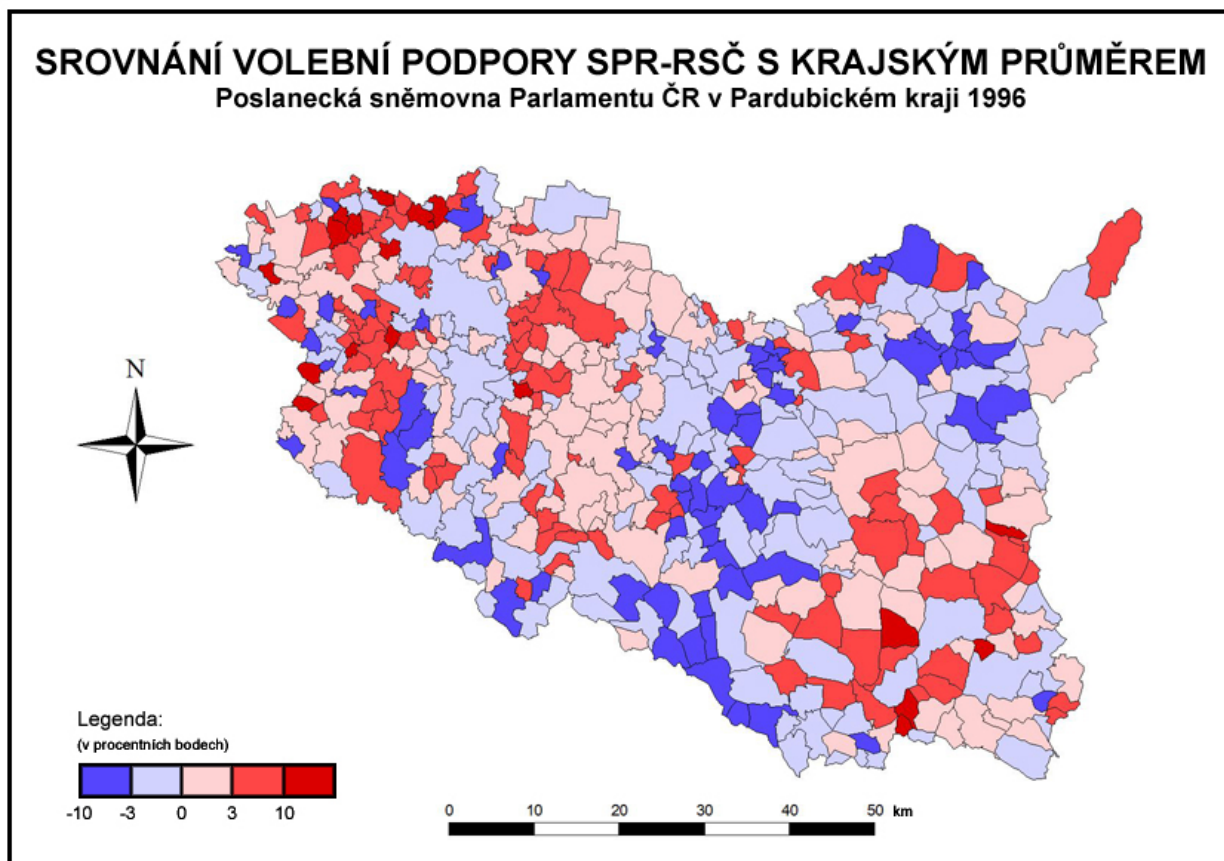 SROVNÁNÍ VOLEBNÍ PODPORY SPR-RSČ S KRAJSKÝM PRŮMĚREM
Poslanecká sněmovna Parlamentu ČR v Pardubickém kraji 1996
N
Legenda:
(v procentních bodech)
-10 -3 0 3 10
0 10 20 30 40 50 km